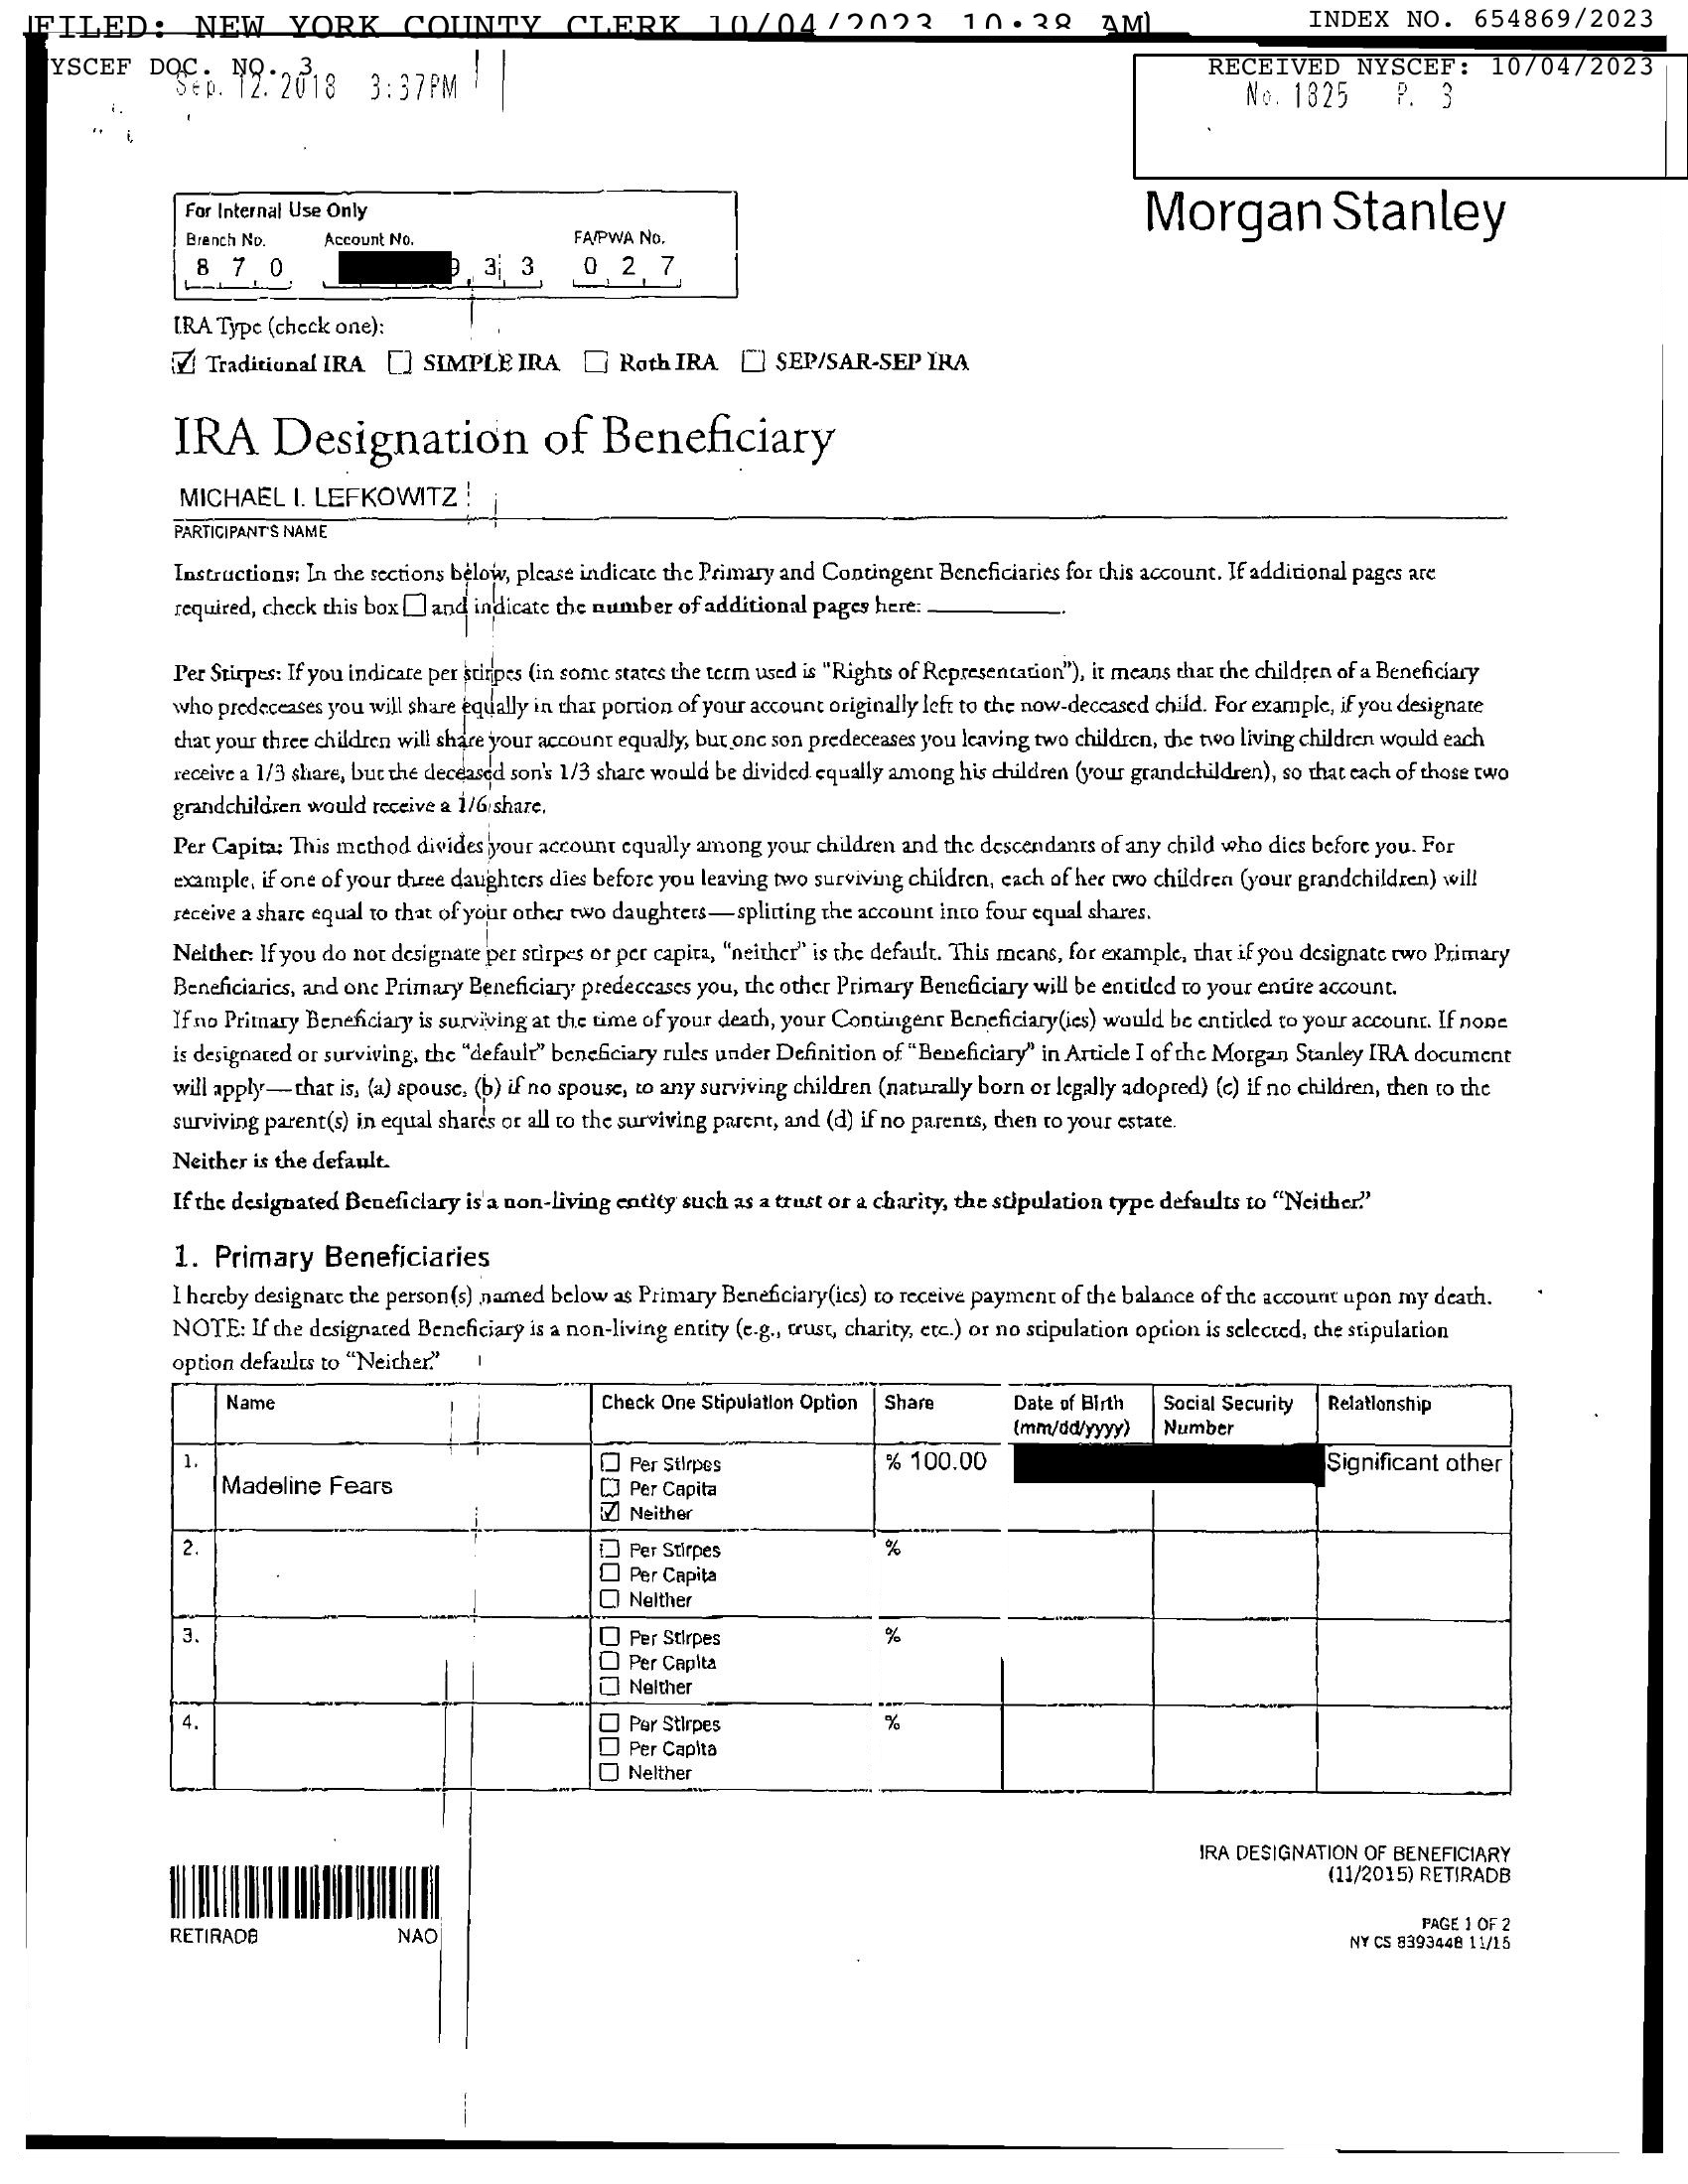 FILED: NEW YORK COUNTY CLERK 10/04/2023 10:38 AM
INDEX NO. 654869/2023
YSCEF DOC. NO. 3
RECEIVED NYSCEF: 10/04/2023
Sep. 12. 2018 3:37PM
No. 1825 P. 3
Morgan Stanley
For Internal Use Only
Branch No. Account No. FA/PWA No.
8 7 0 9 3 3 0 2 7
IRA Type (check one):
☑ Traditional IRA ☐ SIMPLE IRA ☐ Roth IRA ☐ SEP/SAR-SEP IRA
IRA Designation of Beneficiary
MICHAEL I. LEFKOWITZ
PARTICIPANT'S NAME
Instructions: In the sections below, please indicate the Primary and Contingent Beneficiaries for this account. If additional pages are
required, check this box ☐ and indicate the number of additional pages here: ________.
Per Stirpes: If you indicate per stirpes (in some states the term used is "Rights of Representation"), it means that the children of a Beneficiary
who predeceases you will share equally in that portion of your account originally left to the now-deceased child. For example, if you designate
that your three children will share your account equally, but one son predeceases you leaving two children, the two living children would each
receive a 1/3 share, but the deceased son's 1/3 share would be divided equally among his children (your grandchildren), so that each of those two
grandchildren would receive a 1/6 share.
Per Capita: This method divides your account equally among your children and the descendants of any child who dies before you. For
example, if one of your three daughters dies before you leaving two surviving children, each of her two children (your grandchildren) will
receive a share equal to that of your other two daughters—splitting the account into four equal shares.
Neither: If you do not designate per stirpes or per capita, "neither" is the default. This means, for example, that if you designate two Primary
Beneficiaries, and one Primary Beneficiary predeceases you, the other Primary Beneficiary will be entitled to your entire account.
If no Primary Beneficiary is surviving at the time of your death, your Contingent Beneficiary(ies) would be entitled to your account. If none
is designated or surviving, the "default" beneficiary rules under Definition of "Beneficiary" in Article I of the Morgan Stanley IRA document
will apply—that is, (a) spouse, (b) if no spouse, to any surviving children (naturally born or legally adopted) (c) if no children, then to the
surviving parent(s) in equal shares or all to the surviving parent, and (d) if no parents, then to your estate.
Neither is the default.
If the designated Beneficiary is a non-living entity such as a trust or a charity, the stipulation type defaults to "Neither."
1. Primary Beneficiaries
I hereby designate the person(s) named below as Primary Beneficiary(ies) to receive payment of the balance of the account upon my death.
NOTE: If the designated Beneficiary is a non-living entity (e.g., trust, charity, etc.) or no stipulation option is selected, the stipulation
option defaults to "Neither."
Name Check One Stipulation Option Share Date of Birth Social Security Relationship
(mm/dd/yyyy) Number
1. ☐ Per Stirpes % 100.00 Significant other
Madeline Fears ☐ Per Capita
☑ Neither
2. ☐ Per Stirpes %
☐ Per Capita
☐ Neither
3. ☐ Per Stirpes %
☐ Per Capita
☐ Neither
4. ☐ Per Stirpes %
☐ Per Capita
☐ Neither
IRA DESIGNATION OF BENEFICIARY
(11/2015) RETIRADB
RETIRADB NAO
PAGE 1 OF 2
NY CS 8393448 11/15